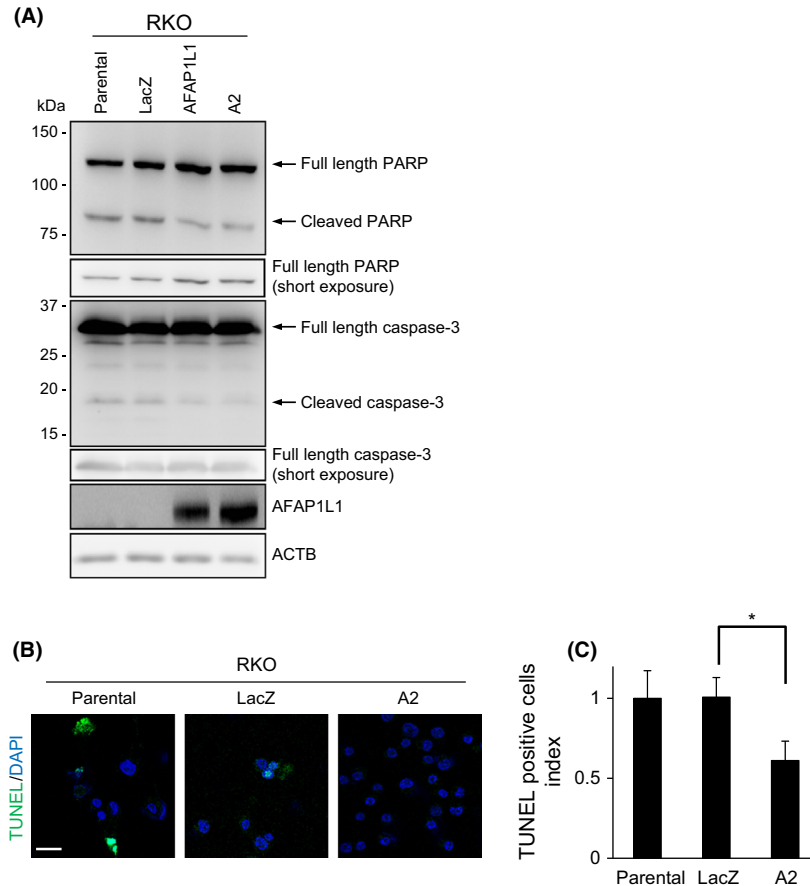 (A)
RKO
Parental
LacZ
AFAP1L1
A2
kDa
150 -
100 -
75 -
Full length PARP
Cleaved PARP
Full length PARP
(short exposure)
37 -
25 -
20 -
15 -
Full length caspase-3
Cleaved caspase-3
Full length caspase-3
(short exposure)
AFAP1L1
ACTB
(B)
RKO
Parental LacZ A2
TUNEL/DAPI
(C)
*
TUNEL positive cells
index
1
0.5
0
Parental LacZ A2